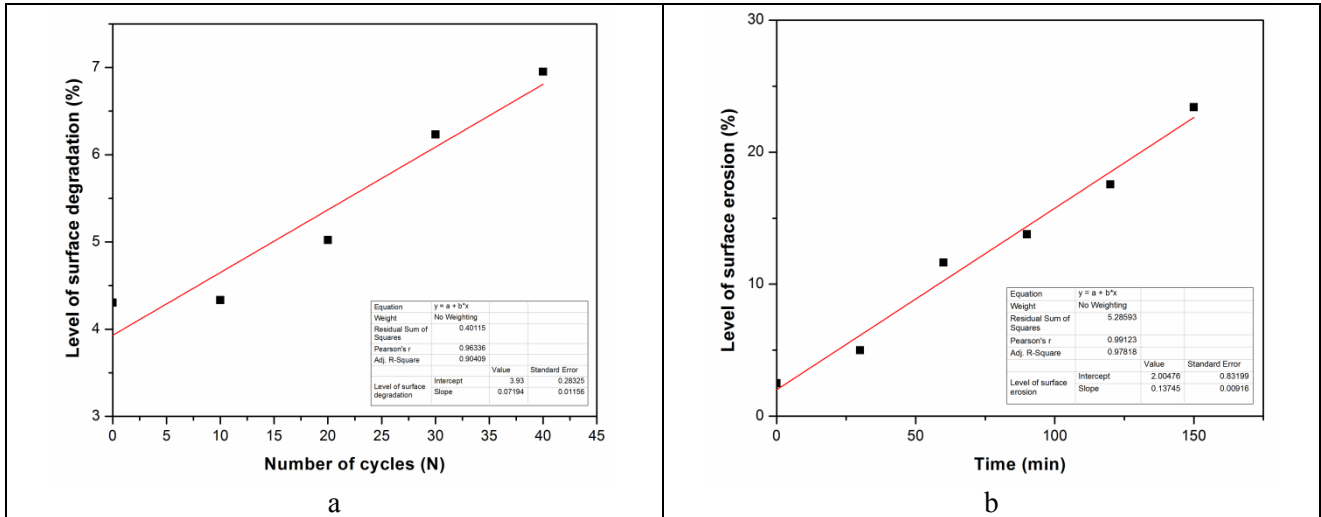 Level of surface degradation (%)
7
6
5
4
3
0 5 10 15 20 25 30 35 40 45
Number of cycles (N)
Equation y = a + b*x
Weight No Weighting
Residual Sum of
Squares
0.40115
Pearson's r 0.96336
Adj. R-Square 0.90409
Value Standard Error
Level of surface
degradation
Intercept 3.93 0.28325
Slope 0.07194 0.01156
a
Level of surface erosion (%)
30
20
10
0
0 50 100 150
Time (min)
Equation y = a + b*x
Weight No Weighting
Residual Sum of
Squares
5.28593
Pearson's r 0.99123
Adj. R-Square 0.97818
Value Standard Error
Level of surface
erosion
Intercept 2.00476 0.83199
Slope 0.13745 0.00916
b